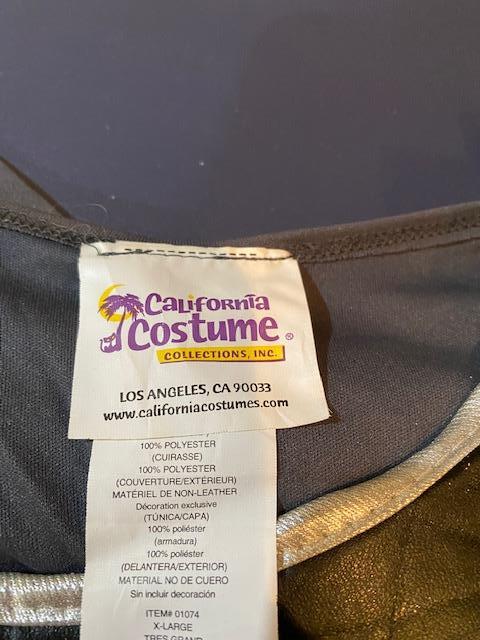 CaliFornia
Costume ®
COLLECTIONS, INC.
LOS ANGELES, CA 90033
www.californiacostumes.com
100% POLYESTER
(CUIRASSE)
100% POLYESTER
(COUVERTURE/EXTÉRIEUR)
MATÉRIEL DE NON-LEATHER
Décoration exclusive
(TÚNICA/CAPA)
100% poliéster
(armadura)
100% poliéster
(DELANTERA/EXTERIOR)
MATERIAL NO DE CUERO
Sin incluir decoración
ITEM# 01074
X-LARGE
TRES GRAND